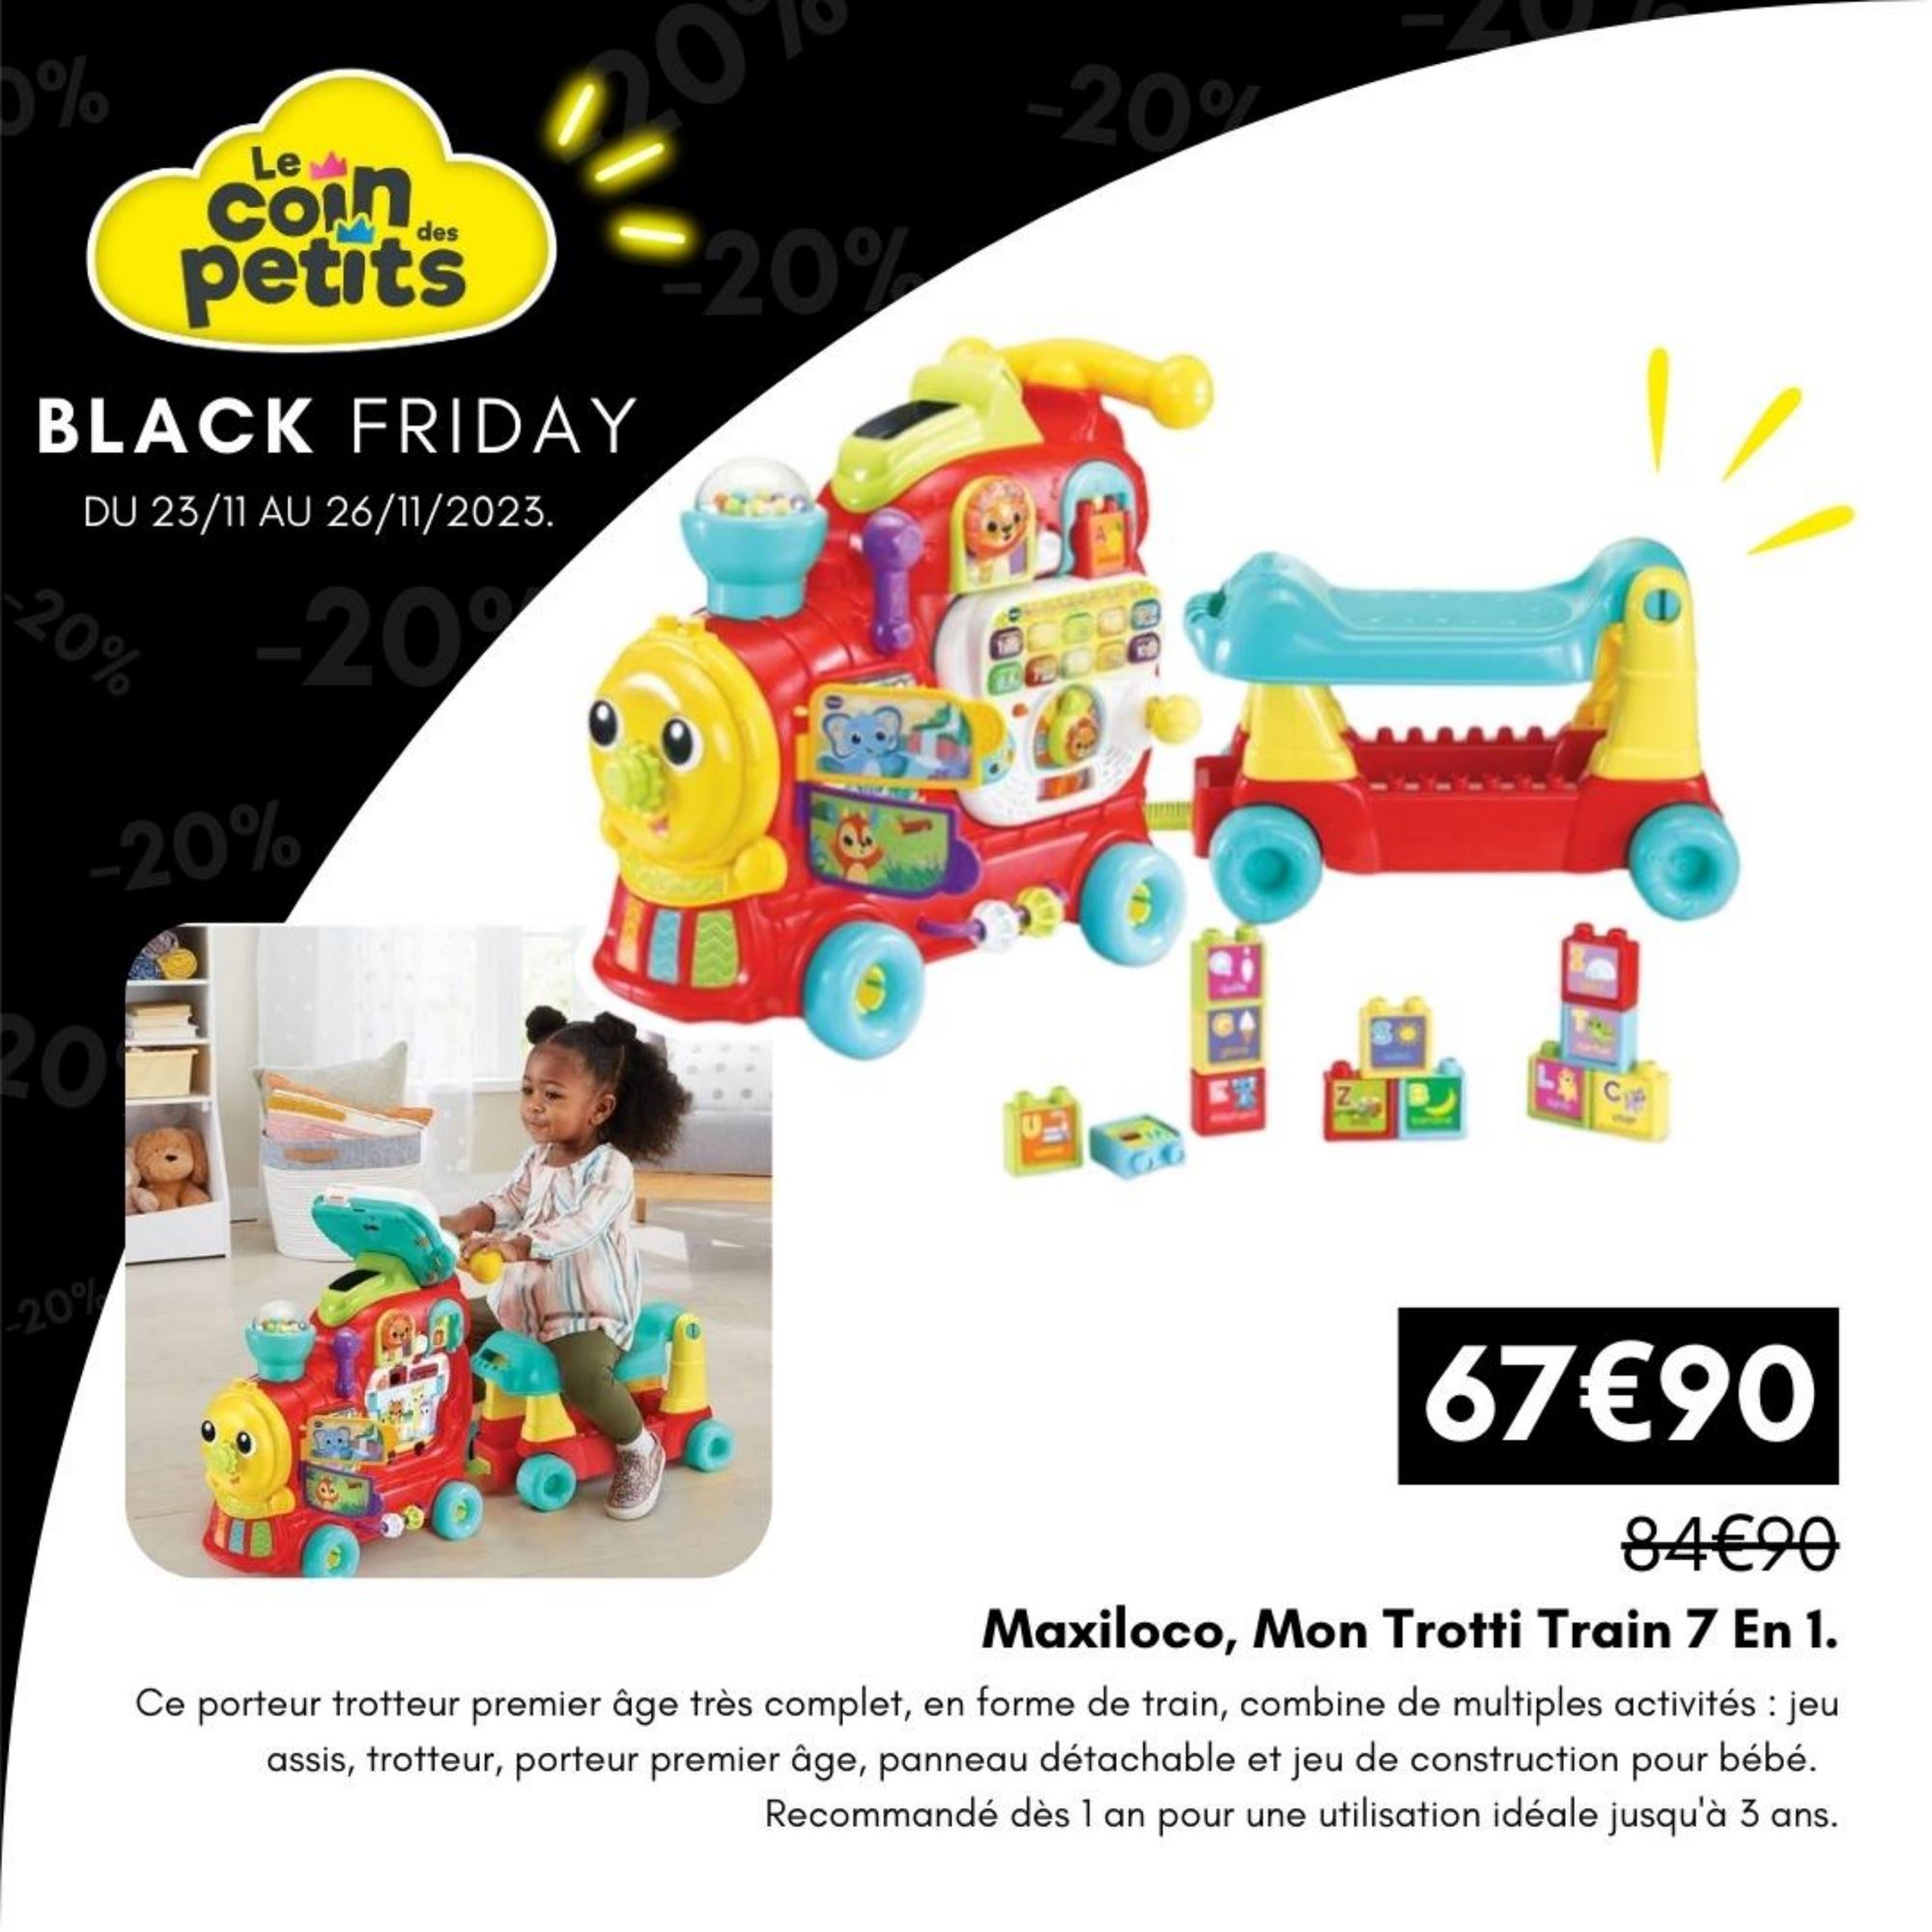 -20%
-20%
Le
coin
des
petits
-20%
BLACK FRIDAY
DU 23/11 AU 26/11/2023.
-20%
-20%
-20%
-20%
67€90
84€90
Maxiloco, Mon Trotti Train 7 En 1.
Ce porteur trotteur premier âge très complet, en forme de train, combine de multiples activités : jeu
assis, trotteur, porteur premier âge, panneau détachable et jeu de construction pour bébé.
Recommandé dès 1 an pour une utilisation idéale jusqu'à 3 ans.